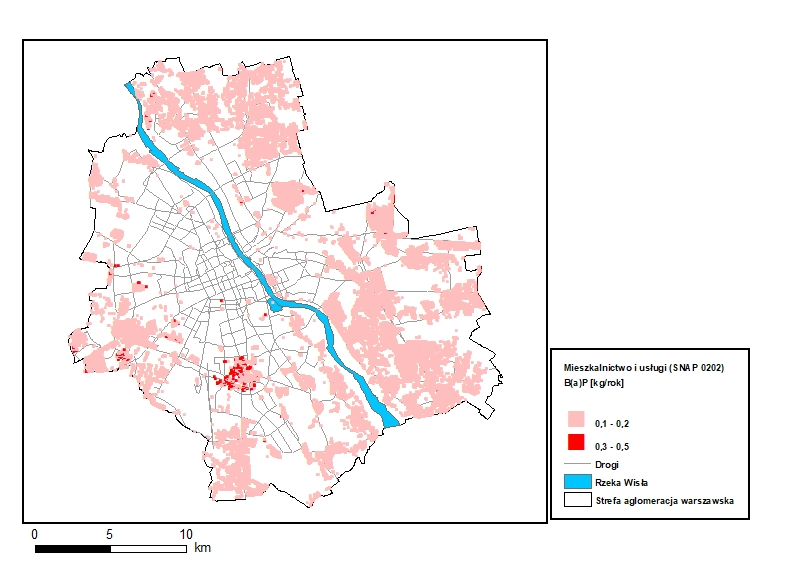 Mieszkalnictwo i usługi (SNAP 0202)
B(a)P [kg/rok]
0,1 - 0,2
0,3 - 0,5
Drogi
Rzeka Wisła
Strefa aglomeracja warszawska
0 5 10
km